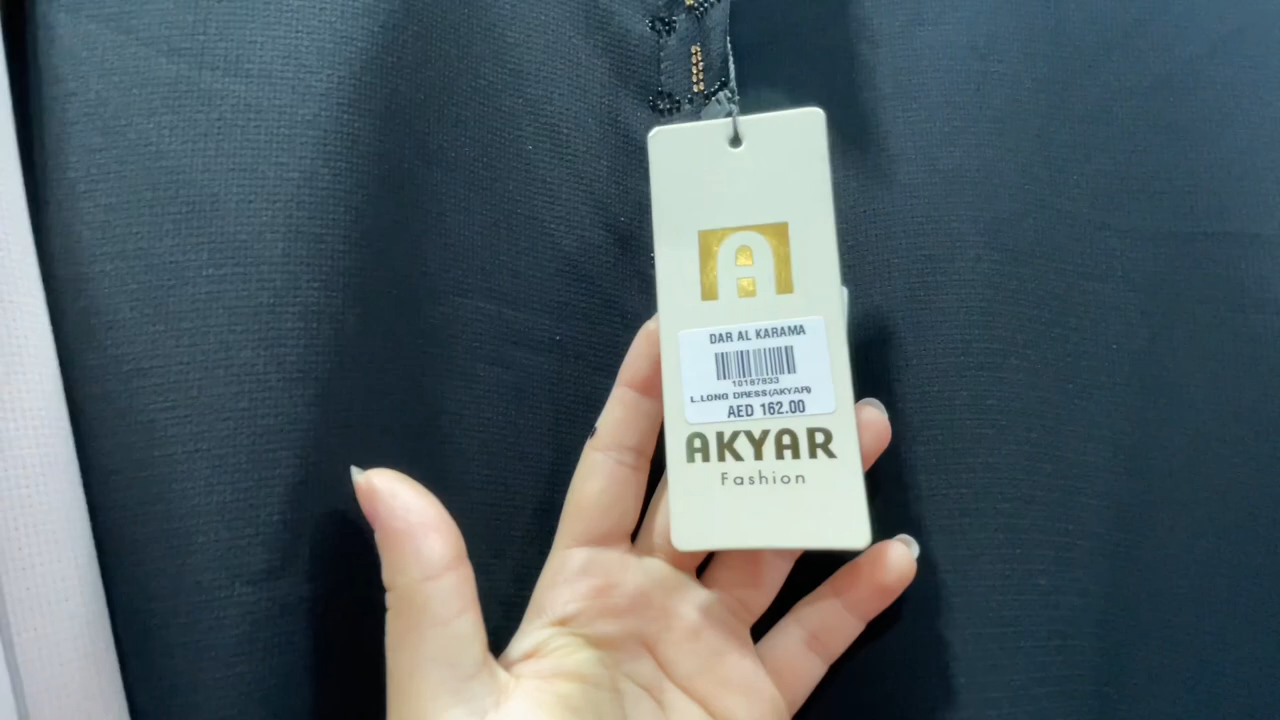 A
DAR AL KARAMA
10187833
L.LONG DRESS(AKYAR)
AED 162.00
AKYAR
Fashion